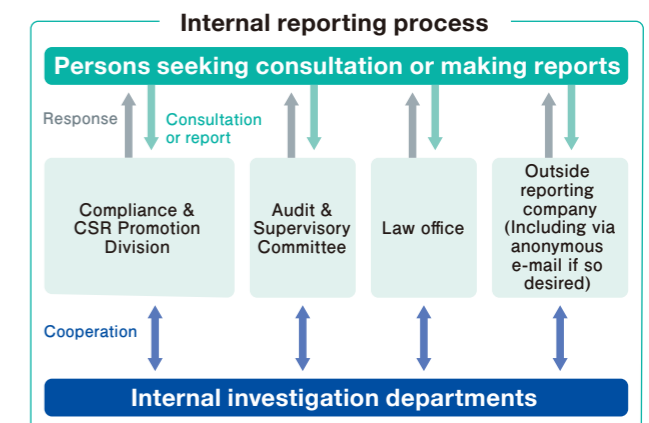 Internal reporting process
Persons seeking consultation or making reports
Response
Consultation
or report
Compliance &
CSR Promotion
Division
Audit &
Supervisory
Committee
Law office
Outside
reporting
company
(Including via
anonymous
e-mail if so
desired)
Cooperation
Internal investigation departments